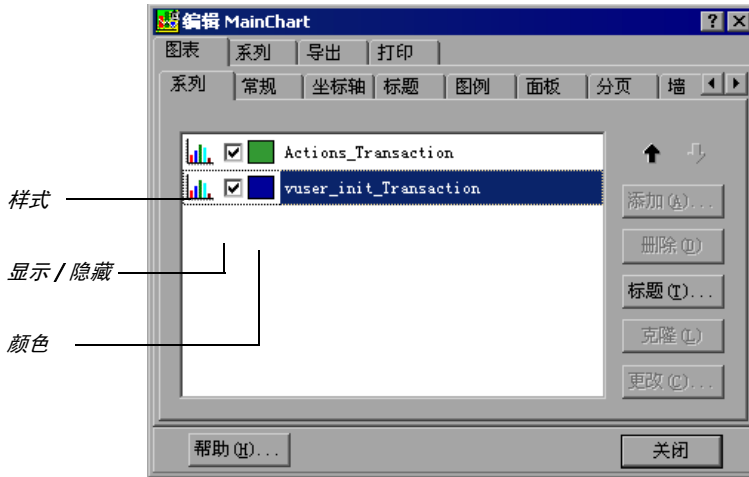 编辑 MainChart
图表 系列 导出 打印
系列 常规 坐标轴 标题 图例 面板 分页 墙
Actions_Transaction
vuser_init_Transaction
样式
显示 / 隐藏
颜色
添加(A)...
删除(D)
标题(T)...
克隆(L)
更改(C)...
帮助(H)...
关闭